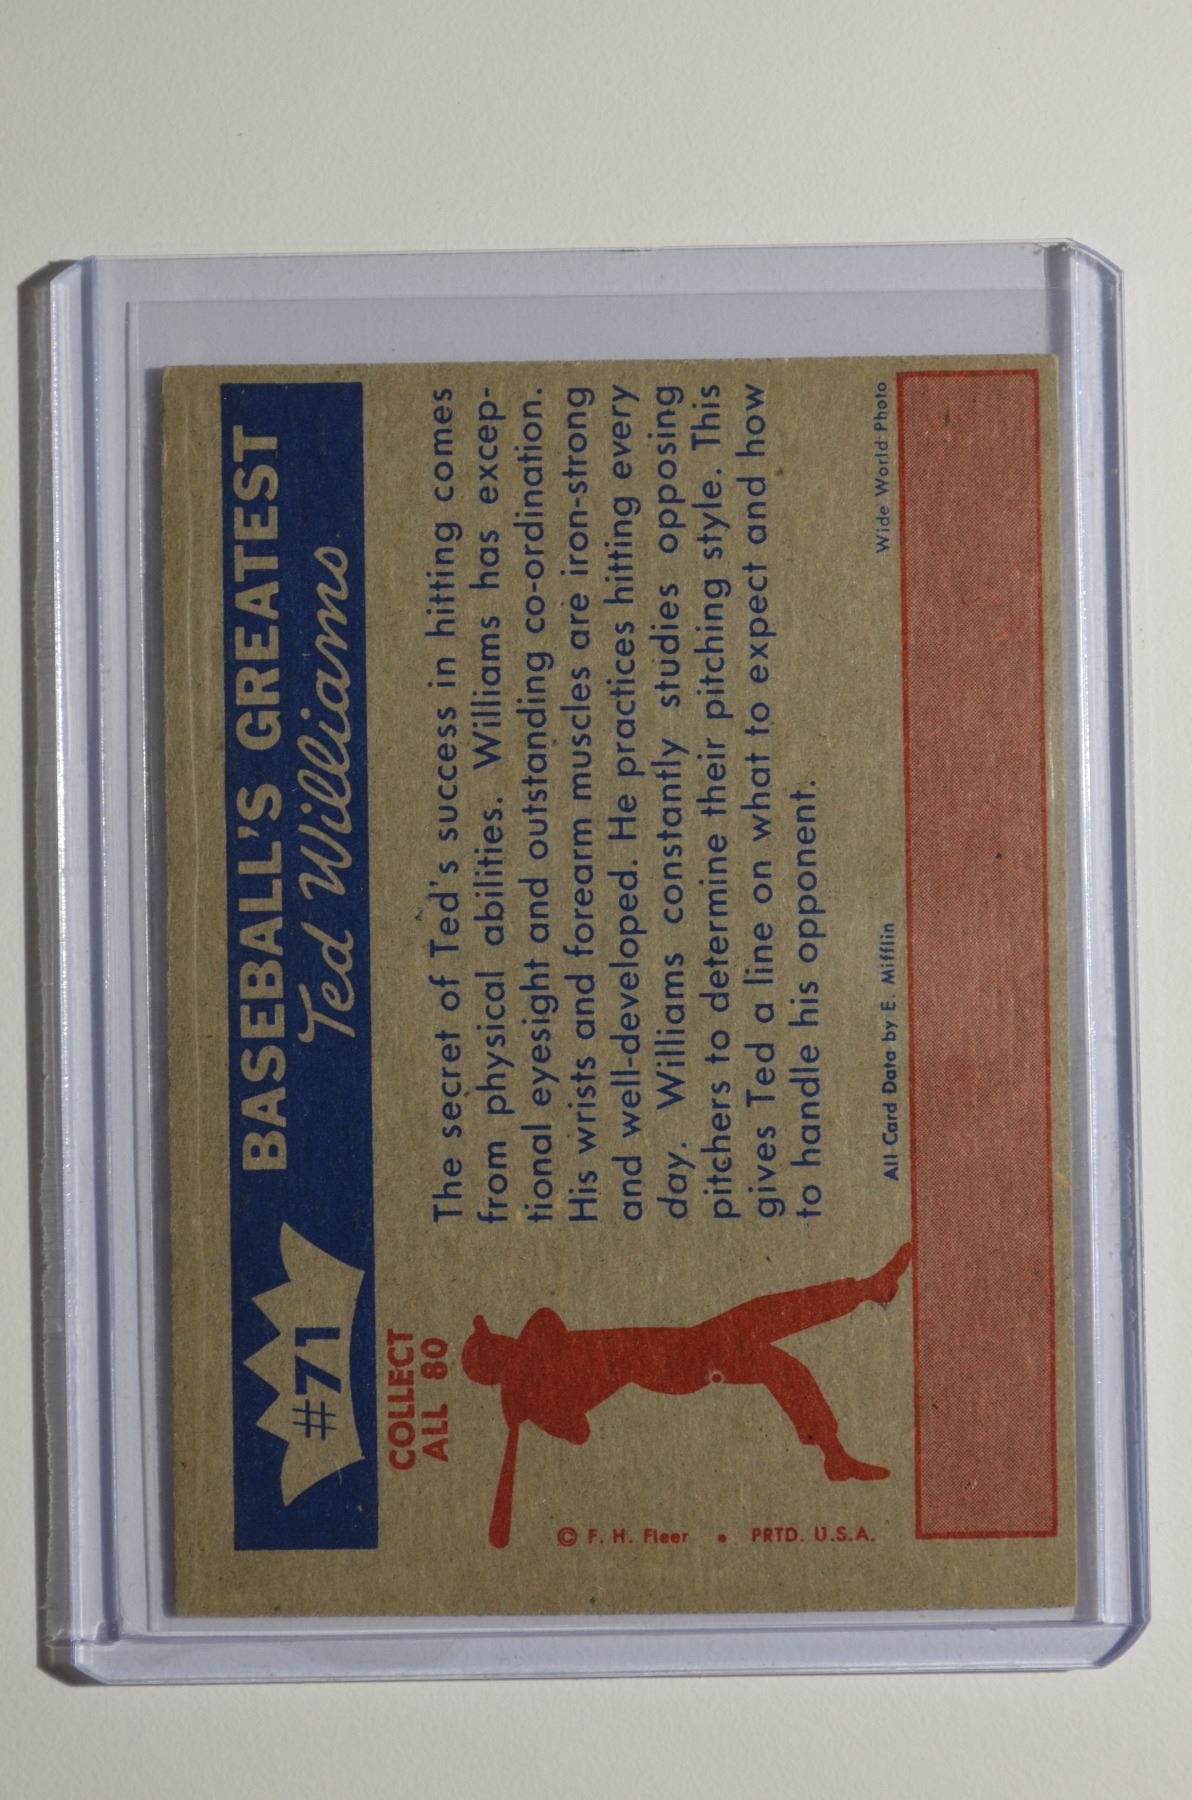 BASEBALL'S GREATEST
Ted Williams
#71
COLLECT
ALL 80
The secret of Ted's success in hitting comes
from physical abilities. Williams has excep-
tional eyesight and outstanding co-ordination.
His wrists and forearm muscles are iron-strong
and well-developed. He practices hitting every
day. Williams constantly studies opposing
pitchers to determine their pitching style. This
gives Ted a line on what to expect and how
to handle his opponent.
© F. H. Fleer • PRTD. U.S.A.
All Card Data by E. Mifflin
Wide World Photo